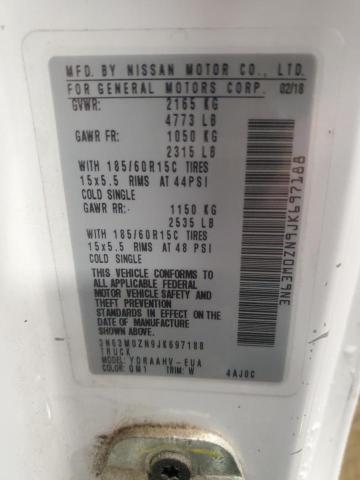 MFD. BY NISSAN MOTOR CO., LTD.
FOR GENERAL MOTORS CORP. 02/18
GVWR: 2165 KG
4773 LB
GAWR FR: 1050 KG
2315 LB
WITH 185/60R15C TIRES,
15x5.5 RIMS AT 44PSI
COLD SINGLE
GAWR RR: 1150 KG
2535 LB
WITH 185/60R15C TIRES,
15x5.5 RIMS AT 48 PSI
COLD SINGLE
THIS VEHICLE CONFORMS TO
ALL APPLICABLE FEDERAL
MOTOR VEHICLE SAFETY AND
THEFT PREVENTION
STANDARDS IN EFFECT ON THE
DATE OF MANUFACTURE
SHOWN ABOVE.
3N63M0ZN9JK697188
TRUCK
MODEL: YDRAAHV-EUA
COLOR: QM1 TRIM: W 4AJ0C
3N63M0ZN9JK697188